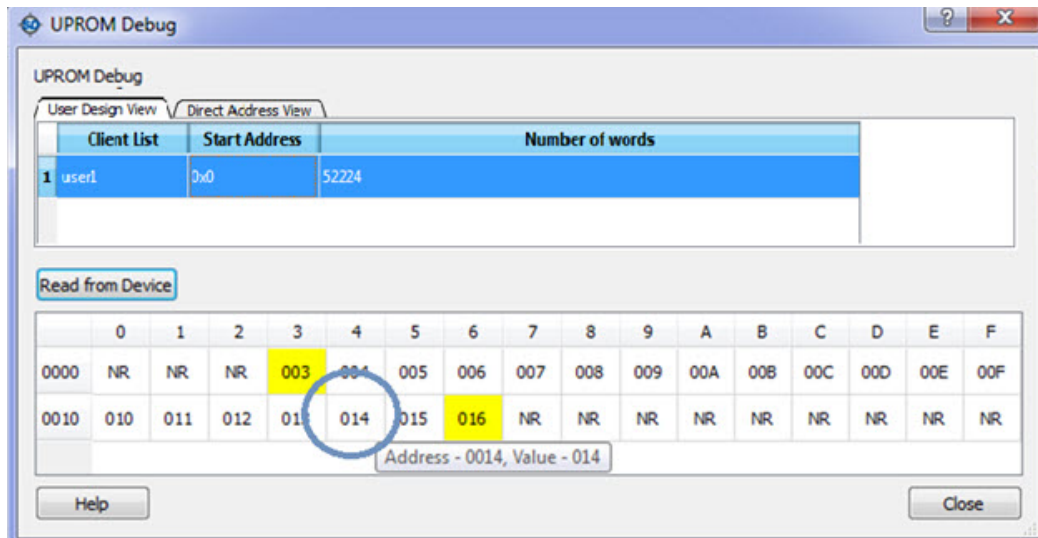 UPROM Debug
UPROM Debug
User Design View Direct Address View
Client List Start Address Number of words
1 user1 0x0 52224
Read from Device
0 1 2 3 4 5 6 7 8 9 A B C D E F
0000 NR NR NR 003 004 005 006 007 008 009 00A 00B 00C 00D 00E 00F
0010 010 011 012 013 014 015 016 NR NR NR NR NR NR NR NR NR
Address - 0014, Value - 014
Help Close